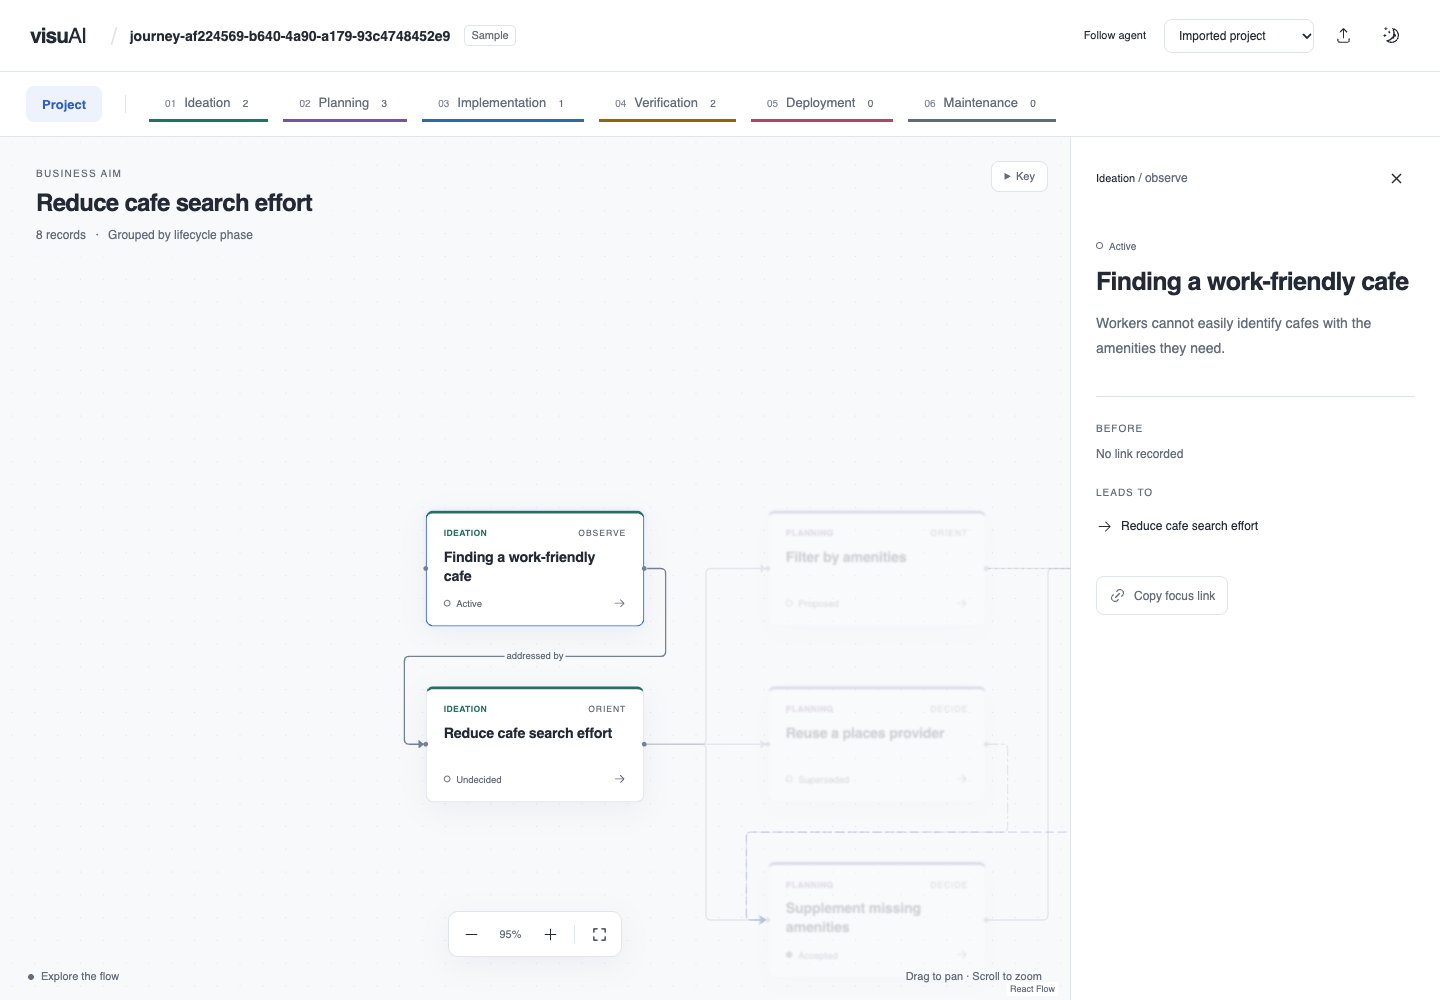 visuAI / journey-af224569-b640-4a90-a179-93c4748452e9 Sample
Follow agent Imported project
Project
01 Ideation 2
02 Planning 3
03 Implementation 1
04 Verification 2
05 Deployment 0
06 Maintenance 0
BUSINESS AIM
Reduce cafe search effort
8 records · Grouped by lifecycle phase
Key
IDEATION OBSERVE
Finding a work-friendly
cafe
Active
addressed by
IDEATION ORIENT
Reduce cafe search effort
Undecided
PLANNING ORIENT
Filter by amenities
Proposed
PLANNING DECIDE
Reuse a places provider
Superseded
PLANNING DECIDE
Supplement missing
amenities
Accepted
95%
Explore the flow
Drag to pan · Scroll to zoom
React Flow
Ideation / observe
Active
Finding a work-friendly cafe
Workers cannot easily identify cafes with the
amenities they need.
BEFORE
No link recorded
LEADS TO
Reduce cafe search effort
Copy focus link